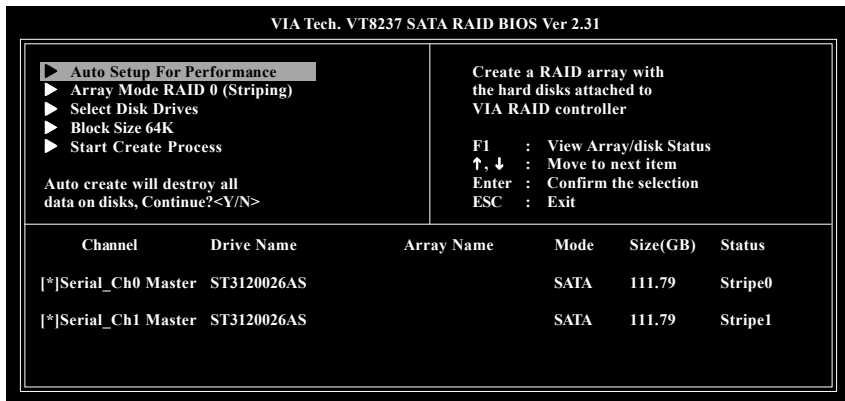 VIA Tech. VT8237 SATA RAID BIOS Ver 2.31
Auto Setup For Performance
Array Mode RAID 0 (Striping)
Select Disk Drives
Block Size 64K
Start Create Process
Auto create will destroy all
data on disks, Continue?<Y/N>
Create a RAID array with
the hard disks attached to
VIA RAID controller
F1 : View Array/disk Status
↑, ↓ : Move to next item
Enter : Confirm the selection
ESC : Exit
Channel Drive Name Array Name Mode Size(GB) Status
[*]Serial_Ch0 Master ST3120026AS SATA 111.79 Stripe0
[*]Serial_Ch1 Master ST3120026AS SATA 111.79 Stripe1